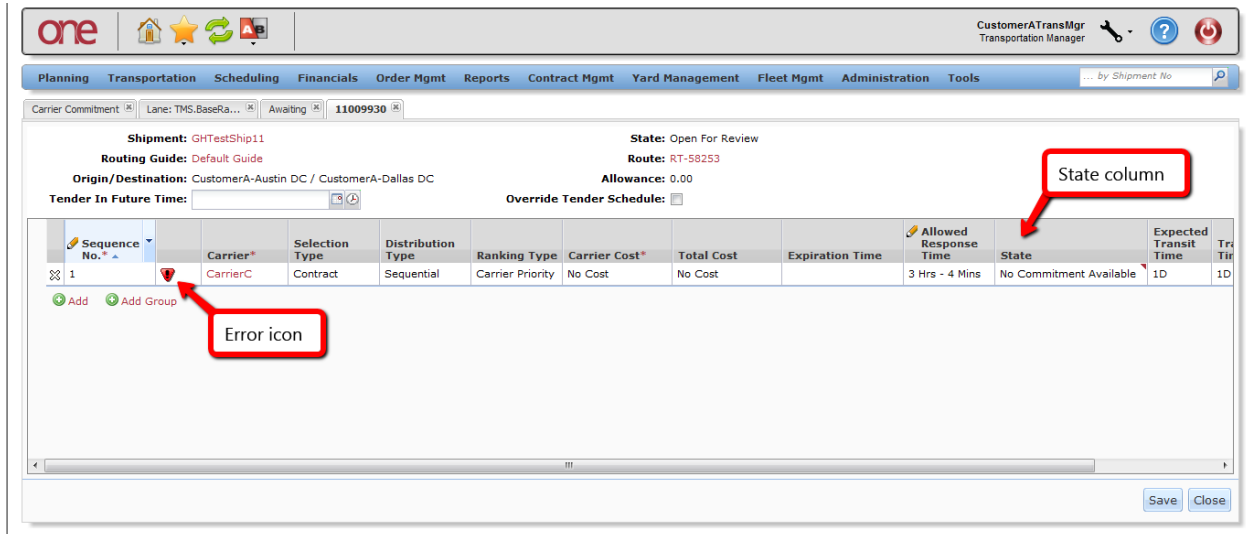 one
AB
CustomerATransMgr
Transportation Manager
?
Planning Transportation Scheduling Financials Order Mgmt Reports Contract Mgmt Yard Management Fleet Mgmt Administration Tools ... by Shipment No
Carrier Commitment Lane: TMS.BaseRa... Awaiting 11009930
Shipment: GHTestShip11 State: Open For Review
Routing Guide: Default Guide Route: RT-58253
Origin/Destination: CustomerA-Austin DC / CustomerA-Dallas DC Allowance: 0.00
Tender In Future Time: Override Tender Schedule:
State column
Sequence No.* Carrier* Selection Type Distribution Type Ranking Type Carrier Cost* Total Cost Expiration Time Allowed Response Time State Expected Transit Time Tra Tir
1 CarrierC Contract Sequential Carrier Priority No Cost No Cost 3 Hrs - 4 Mins No Commitment Available 1D 1D
Add Add Group
Error icon
Save Close